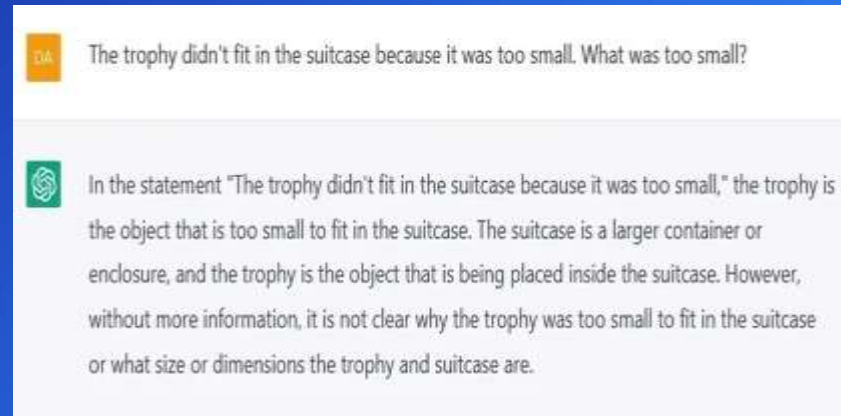 DA
The trophy didn't fit in the suitcase because it was too small. What was too small?
In the statement "The trophy didn't fit in the suitcase because it was too small," the trophy is
the object that is too small to fit in the suitcase. The suitcase is a larger container or
enclosure, and the trophy is the object that is being placed inside the suitcase. However,
without more information, it is not clear why the trophy was too small to fit in the suitcase
or what size or dimensions the trophy and suitcase are.